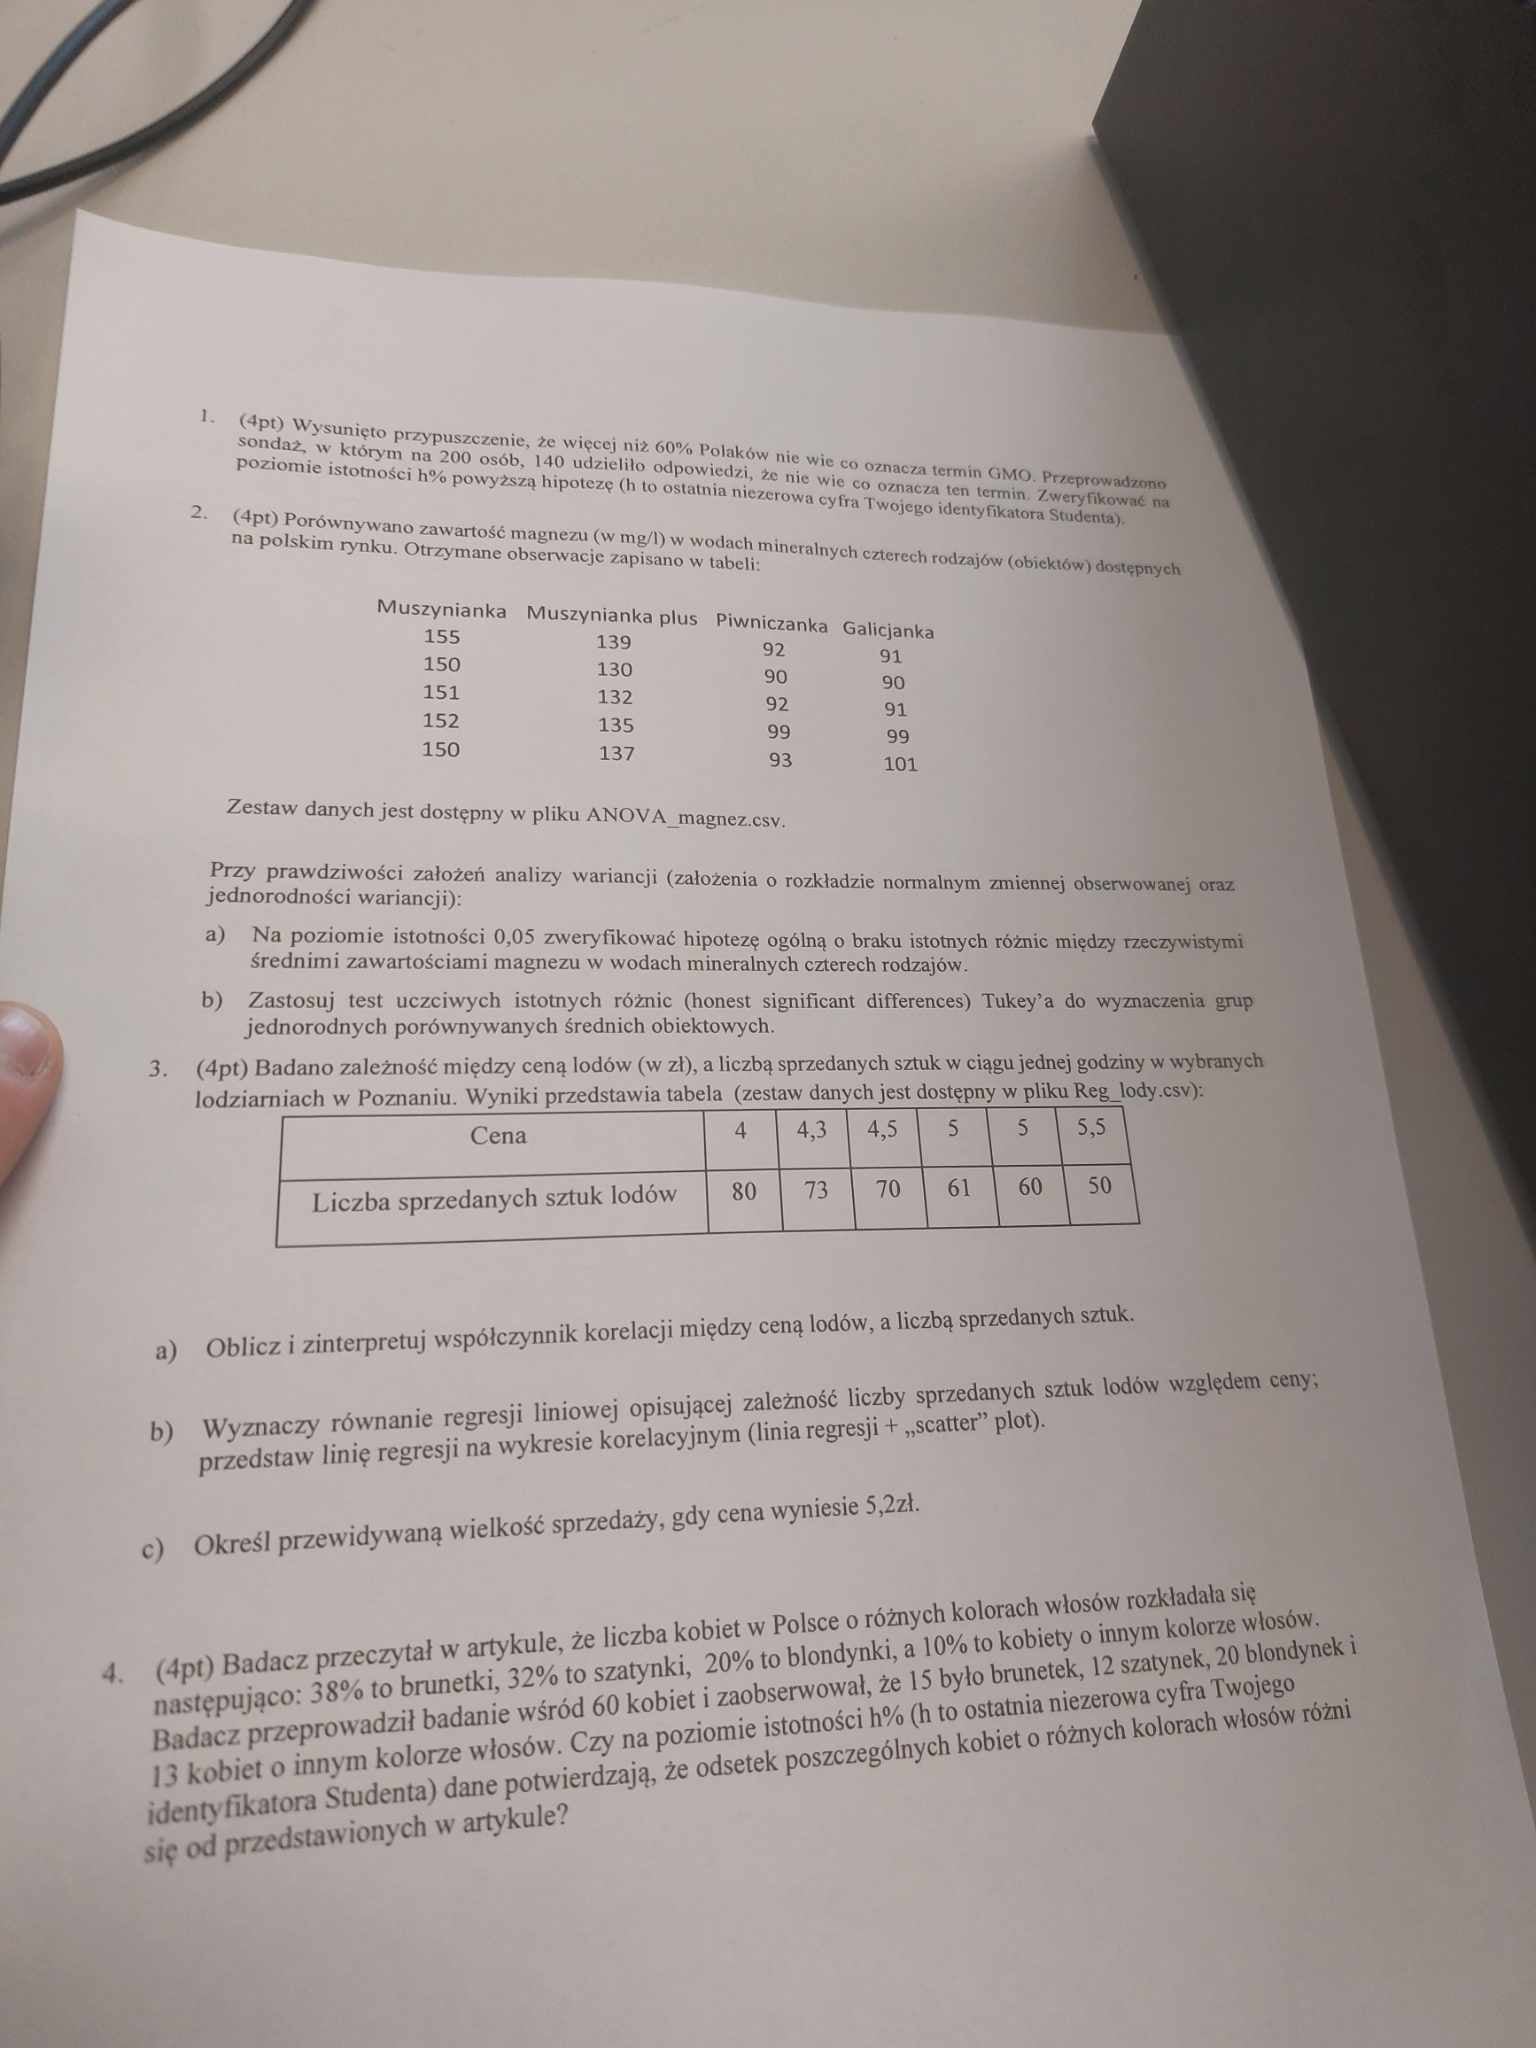 1. (4pt) Wysunięto przypuszczenie, że więcej niż 60% Polaków nie wie co oznacza termin GMO. Przeprowadzono
sondaż, w którym na 200 osób, 140 udzieliło odpowiedzi, że nie wie co oznacza ten termin. Zweryfikować na
poziomie istotności h% powyższą hipotezę (h to ostatnia niezerowa cyfra Twojego identyfikatora Studenta).
2. (4pt) Porównywano zawartość magnezu (w mg/l) w wodach mineralnych czterech rodzajów (obiektów) dostępnych
na polskim rynku. Otrzymane obserwacje zapisano w tabeli:
Muszynianka Muszynianka plus Piwniczanka Galicjanka
155 139 92 91
150 130 90 90
151 132 92 91
152 135 99 99
150 137 93 101
Zestaw danych jest dostępny w pliku ANOVA_magnez.csv.
Przy prawdziwości założeń analizy wariancji (założenia o rozkładzie normalnym zmiennej obserwowanej oraz
jednorodności wariancji):
a) Na poziomie istotności 0,05 zweryfikować hipotezę ogólną o braku istotnych różnic między rzeczywistymi
średnimi zawartościami magnezu w wodach mineralnych czterech rodzajów.
b) Zastosuj test uczciwych istotnych różnic (honest significant differences) Tukey’a do wyznaczenia grup
jednorodnych porównywanych średnich obiektowych.
3. (4pt) Badano zależność między ceną lodów (w zł), a liczbą sprzedanych sztuk w ciągu jednej godziny w wybranych
lodziarniach w Poznaniu. Wyniki przedstawia tabela (zestaw danych jest dostępny w pliku Reg_lody.csv):
Cena 4 4,3 4,5 5 5 5,5
Liczba sprzedanych sztuk lodów 80 73 70 61 60 50
a) Oblicz i zinterpretuj współczynnik korelacji między ceną lodów, a liczbą sprzedanych sztuk.
b) Wyznaczy równanie regresji liniowej opisującej zależność liczby sprzedanych sztuk lodów względem ceny;
przedstaw linię regresji na wykresie korelacyjnym (linia regresji + „scatter” plot).
c) Określ przewidywaną wielkość sprzedaży, gdy cena wyniesie 5,2zł.
4. (4pt) Badacz przeczytał w artykule, że liczba kobiet w Polsce o różnych kolorach włosów rozkładała się
następująco: 38% to brunetki, 32% to szatynki, 20% to blondynki, a 10% to kobiety o innym kolorze włosów.
Badacz przeprowadził badanie wśród 60 kobiet i zaobserwował, że 15 było brunetek, 12 szatynek, 20 blondynek i
13 kobiet o innym kolorze włosów. Czy na poziomie istotności h% (h to ostatnia niezerowa cyfra Twojego
identyfikatora Studenta) dane potwierdzają, że odsetek poszczególnych kobiet o różnych kolorach włosów różni
się od przedstawionych w artykule?